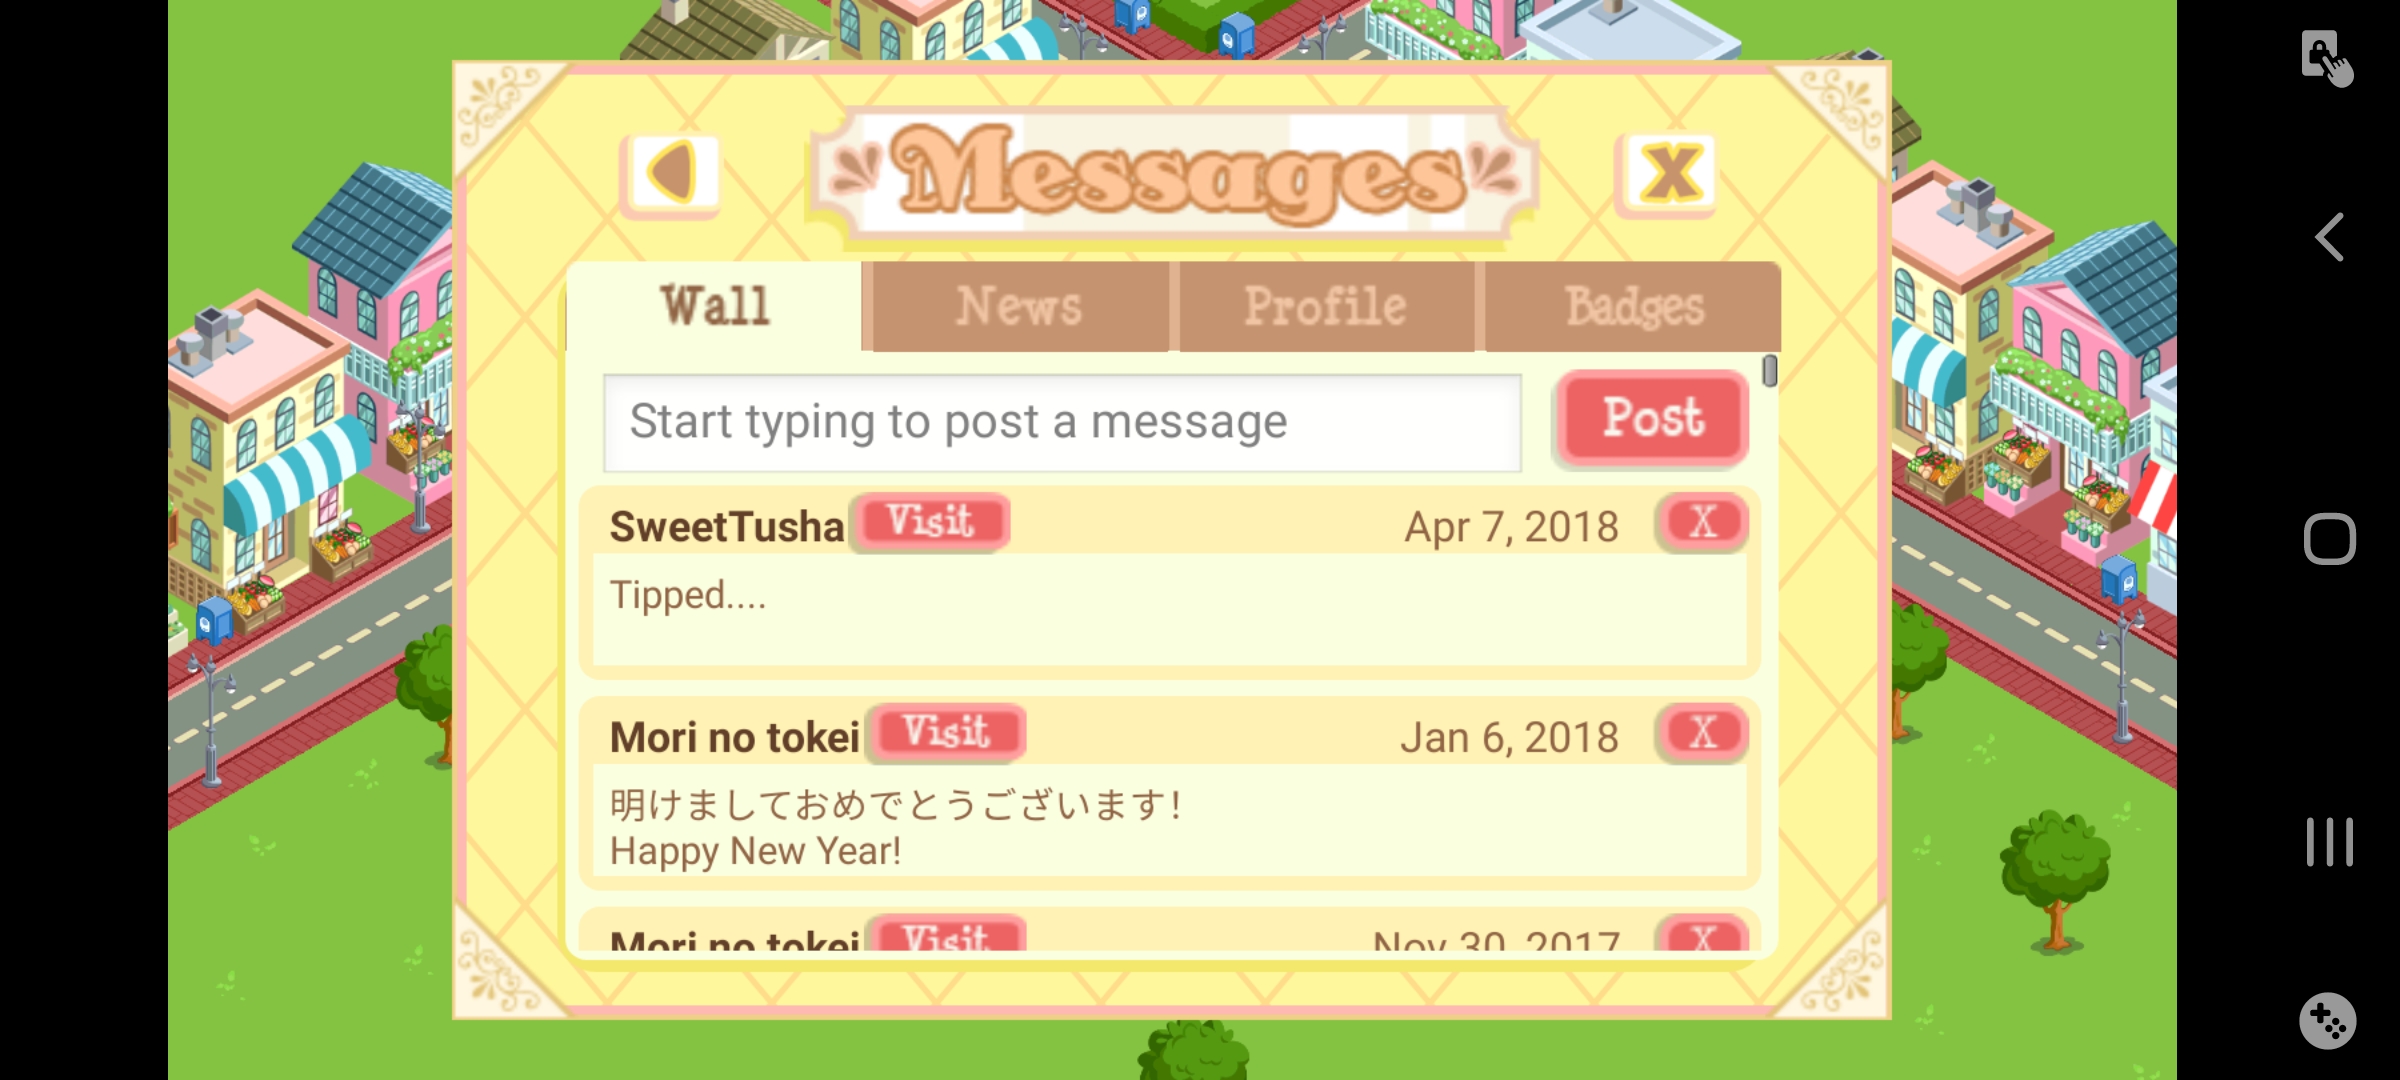 Messages
Wall
News
Profile
Badges
Start typing to post a message
Post
SweetTusha Visit Apr 7, 2018 X
Tipped....
Mori no tokei Visit Jan 6, 2018 X
明けましておめでとうございます!
Happy New Year!
Mori no tokei Visit Nov 30, 2017 X